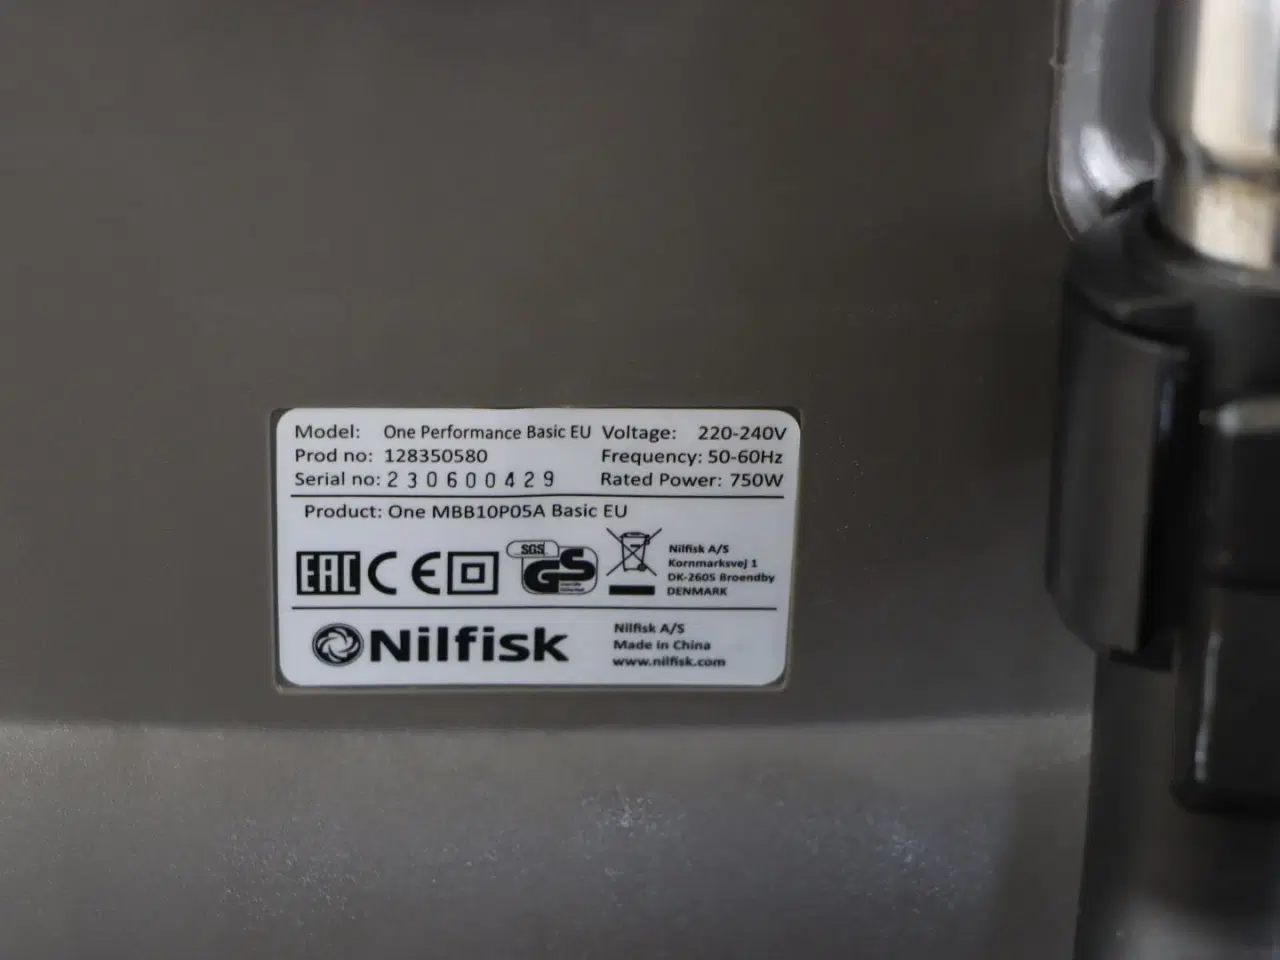 Model: One Performance Basic EU Voltage: 220-240V
Prod no: 128350580 Frequency: 50-60Hz
Serial no: 230600429 Rated Power: 750W
Product: One MBB10P05A Basic EU
EAC CE SGS GS
Nilfisk A/S
Kornmarksvej 1
DK-2605 Broendby
DENMARK
Nilfisk
Nilfisk A/S
Made in China
www.nilfisk.com